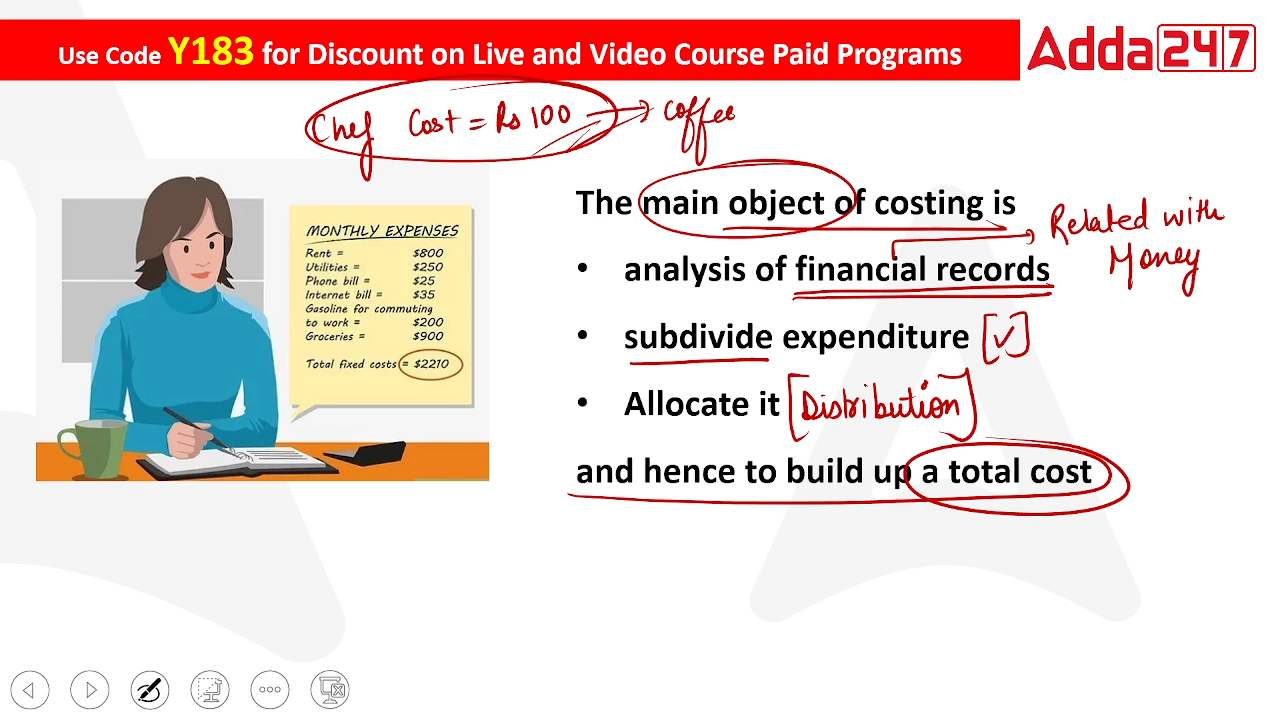 Use Code Y183 for Discount on Live and Video Course Paid Programs
Adda247
Chef Cost = Rs 100 → coffee
MONTHLY EXPENSES
Rent = $800
Utilities = $250
Phone bill = $25
Internet bill = $35
Gasoline for commuting
to work = $200
Groceries = $900
Total fixed costs = $2210
The main object of costing is
• analysis of financial records
Related with
Money
• subdivide expenditure [✓]
• Allocate it [Distribution]
and hence to build up a total cost